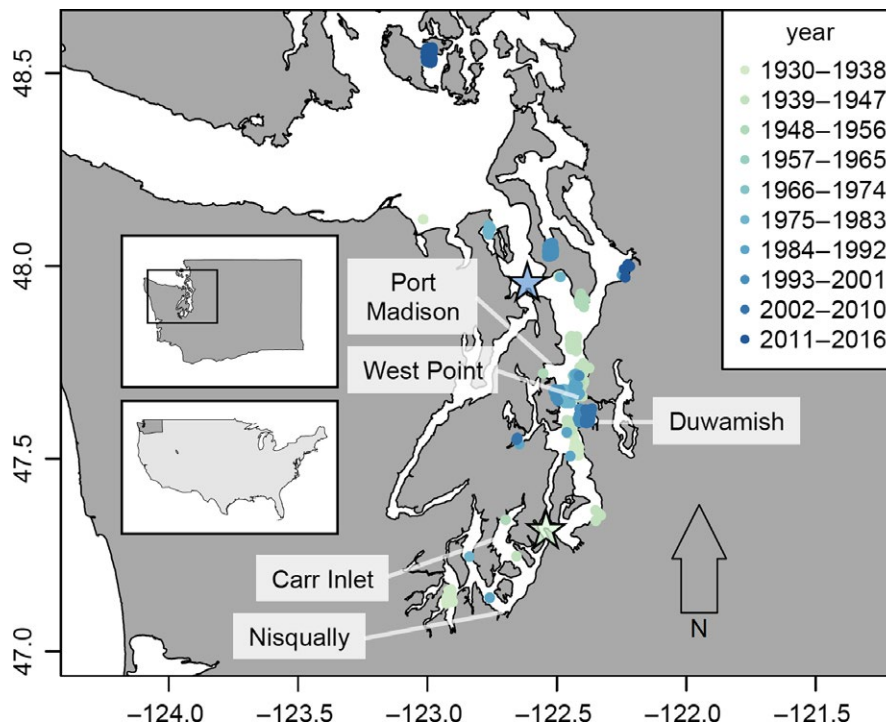 year
1930–1938
1939–1947
1948–1956
1957–1965
1966–1974
1975–1983
1984–1992
1993–2001
2002–2010
2011–2016
48.5
48.0
47.5
47.0
Port
Madison
West Point
Duwamish
Carr Inlet
Nisqually
N
−124.0
−123.5
−123.0
−122.5
−122.0
−121.5